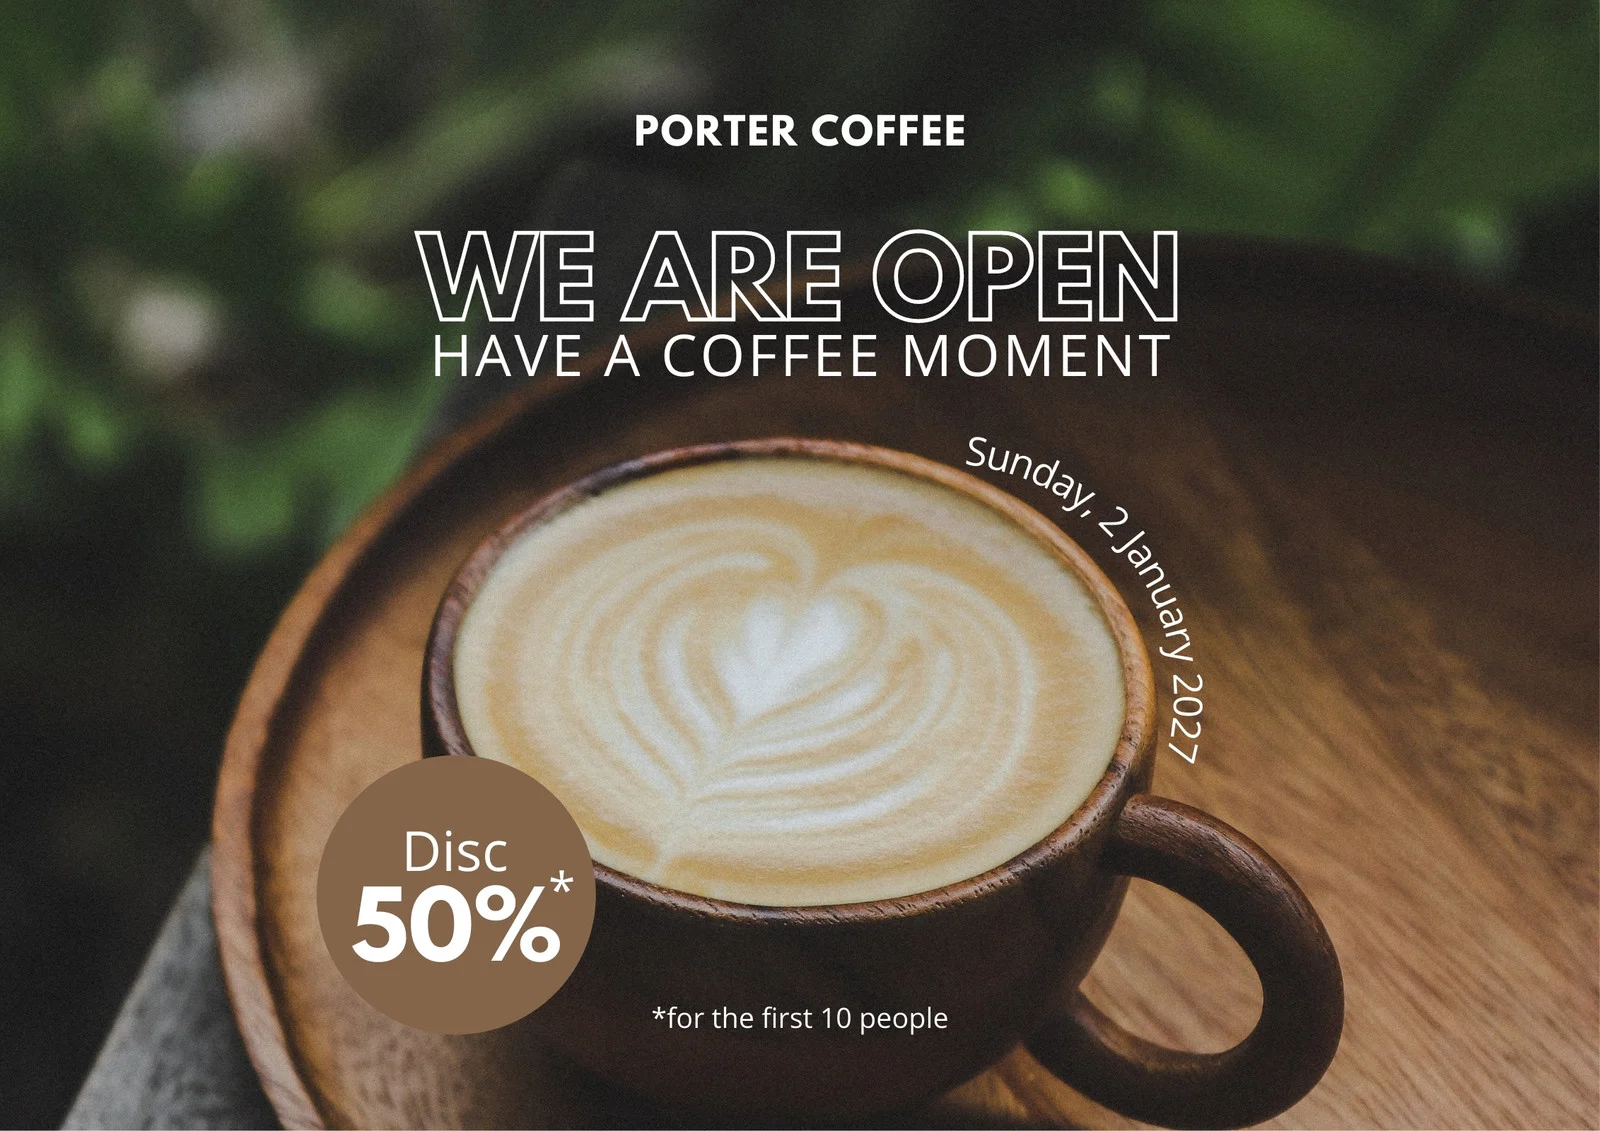 PORTER COFFEE
WE ARE OPEN
HAVE A COFFEE MOMENT
Sunday, 2 January 2027
Disc
50%*
*for the first 10 people